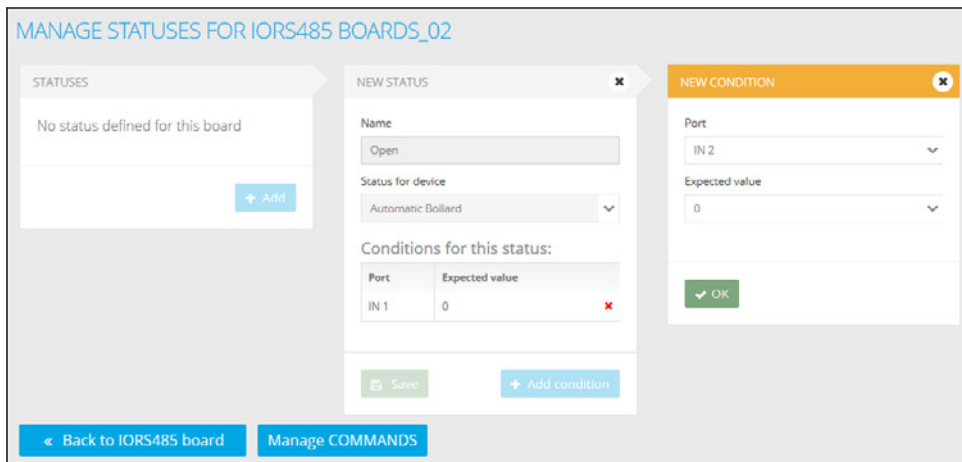 MANAGE STATUSES FOR IORS485 BOARDS_02
STATUSES
No status defined for this board
+ Add
NEW STATUS
Name
Open
Status for device
Automatic Bollard
Conditions for this status:
Port Expected value
IN 1 0
Save
+ Add condition
NEW CONDITION
Port
IN 2
Expected value
0
OK
« Back to IORS485 board
Manage COMMANDS